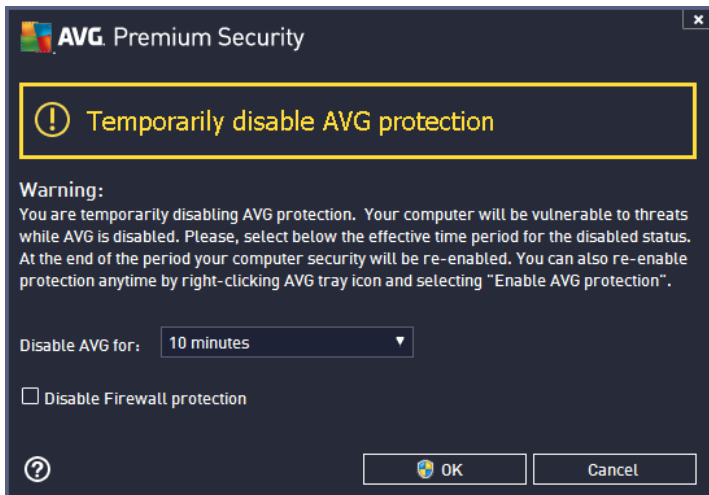 AVG. Premium Security
Temporarily disable AVG protection
Warning:
You are temporarily disabling AVG protection. Your computer will be vulnerable to threats
while AVG is disabled. Please, select below the effective time period for the disabled status.
At the end of the period your computer security will be re-enabled. You can also re-enable
protection anytime by right-clicking AVG tray icon and selecting "Enable AVG protection".
Disable AVG for: 10 minutes
Disable Firewall protection
OK Cancel